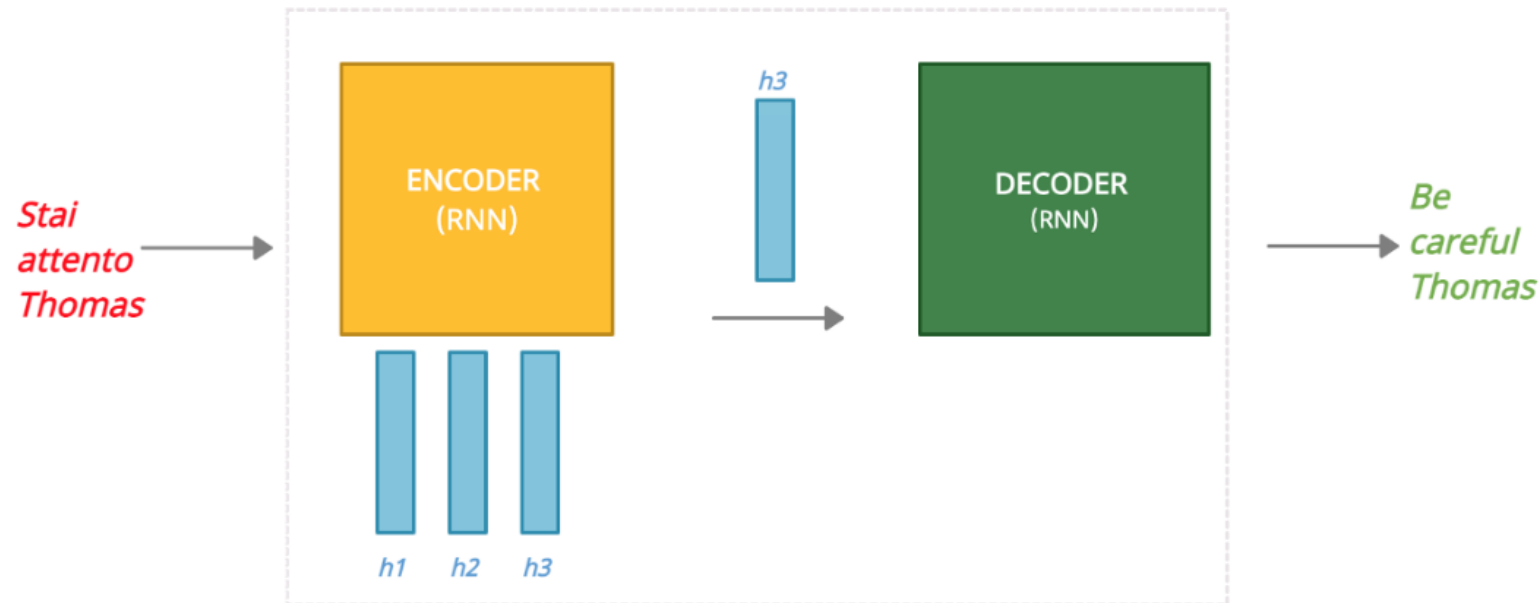 Stai
attento
Thomas
ENCODER
(RNN)
h1 h2 h3
h3
DECODER
(RNN)
Be
careful
Thomas